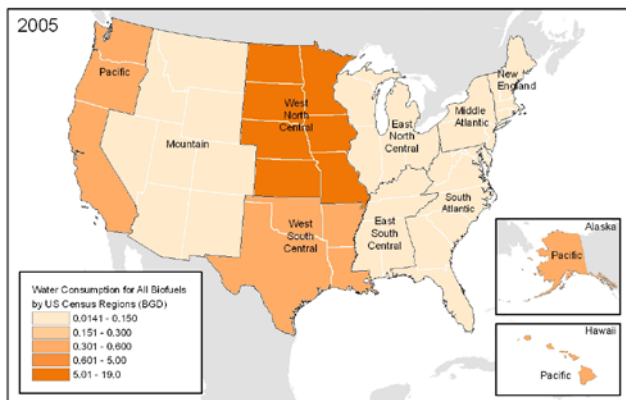 2005
Pacific
Mountain
West
North
Central
East
North
Central
New
England
Middle
Atlantic
South
Atlantic
West
South
Central
East
South
Central
Alaska
Pacific
Hawaii
Pacific
Water Consumption for All Biofuels
by US Census Regions (BGD)
0.0141 - 0.150
0.151 - 0.300
0.301 - 0.600
0.601 - 5.00
5.01 - 19.0